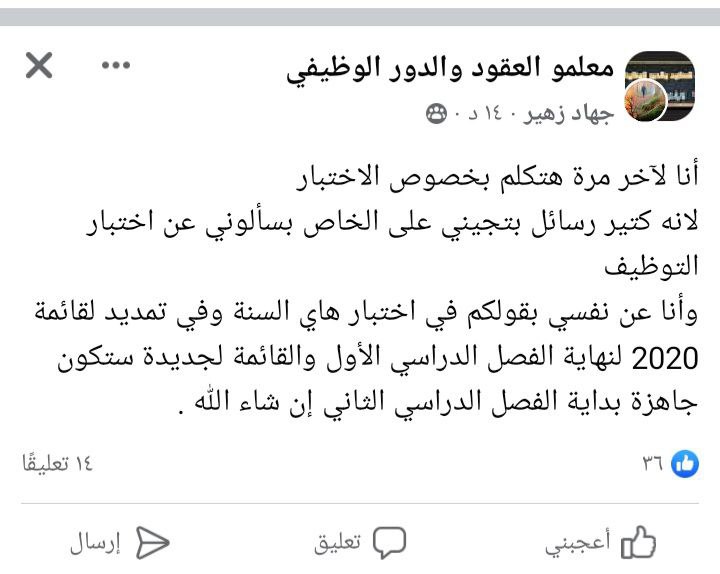 معلمو العقود والدور الوظيفي
جهاد زهير · ١٤ د ·
أنا لآخر مرة هتكلم بخصوص الاختبار
لانه كتير رسائل بتجيني على الخاص بسألوني عن اختبار
التوظيف
وأنا عن نفسي بقولكم في اختبار هاي السنة وفي تمديد لقائمة
2020 لنهاية الفصل الدراسي الأول والقائمة لجديدة ستكون
جاهزة بداية الفصل الدراسي الثاني إن شاء الله .
٣٦
١٤ تعليقًا
أعجبني
تعليق
إرسال